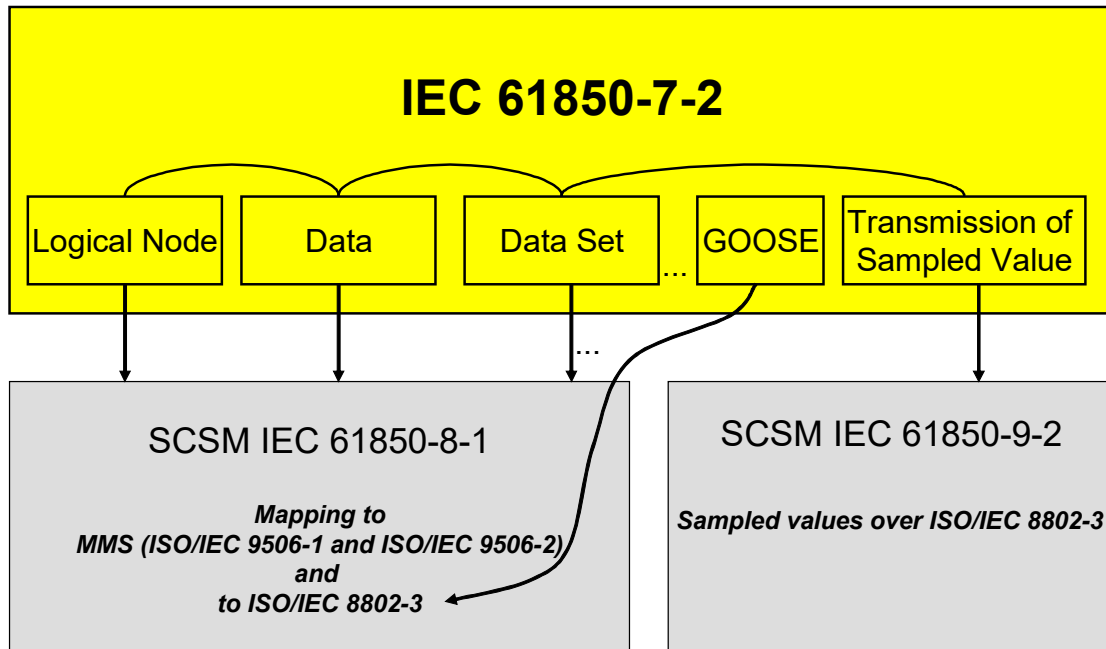 IEC 61850-7-2
Logical Node
Data
Data Set
...
GOOSE
Transmission of
Sampled Value
...
SCSM IEC 61850-8-1
Mapping to
MMS (ISO/IEC 9506-1 and ISO/IEC 9506-2)
and
to ISO/IEC 8802-3
SCSM IEC 61850-9-2
Sampled values over ISO/IEC 8802-3